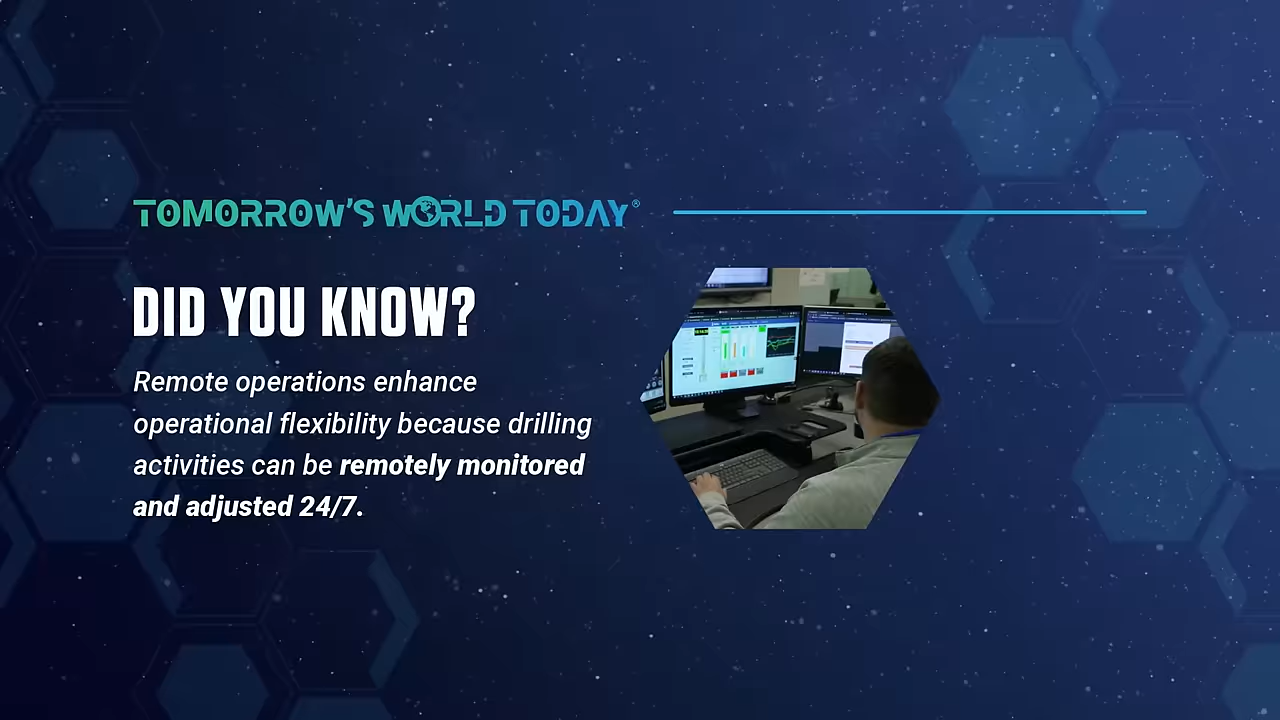 TOMORROW'S WORLD TODAY®
DID YOU KNOW?
Remote operations enhance
operational flexibility because drilling
activities can be remotely monitored
and adjusted 24/7.